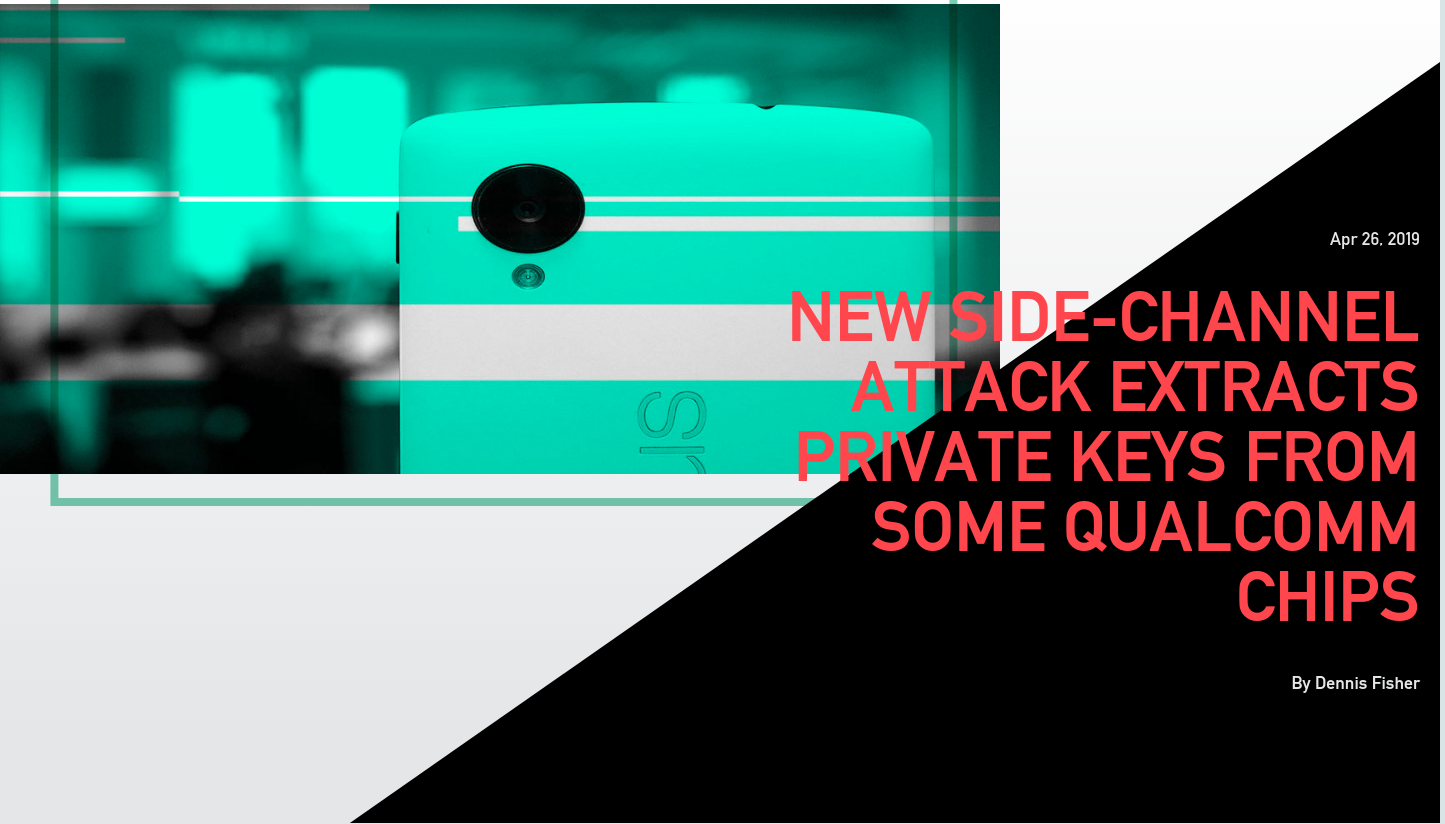 Apr 26, 2019
NEW SIDE-CHANNEL
ATTACK EXTRACTS
PRIVATE KEYS FROM
SOME QUALCOMM
CHIPS
By Dennis Fisher